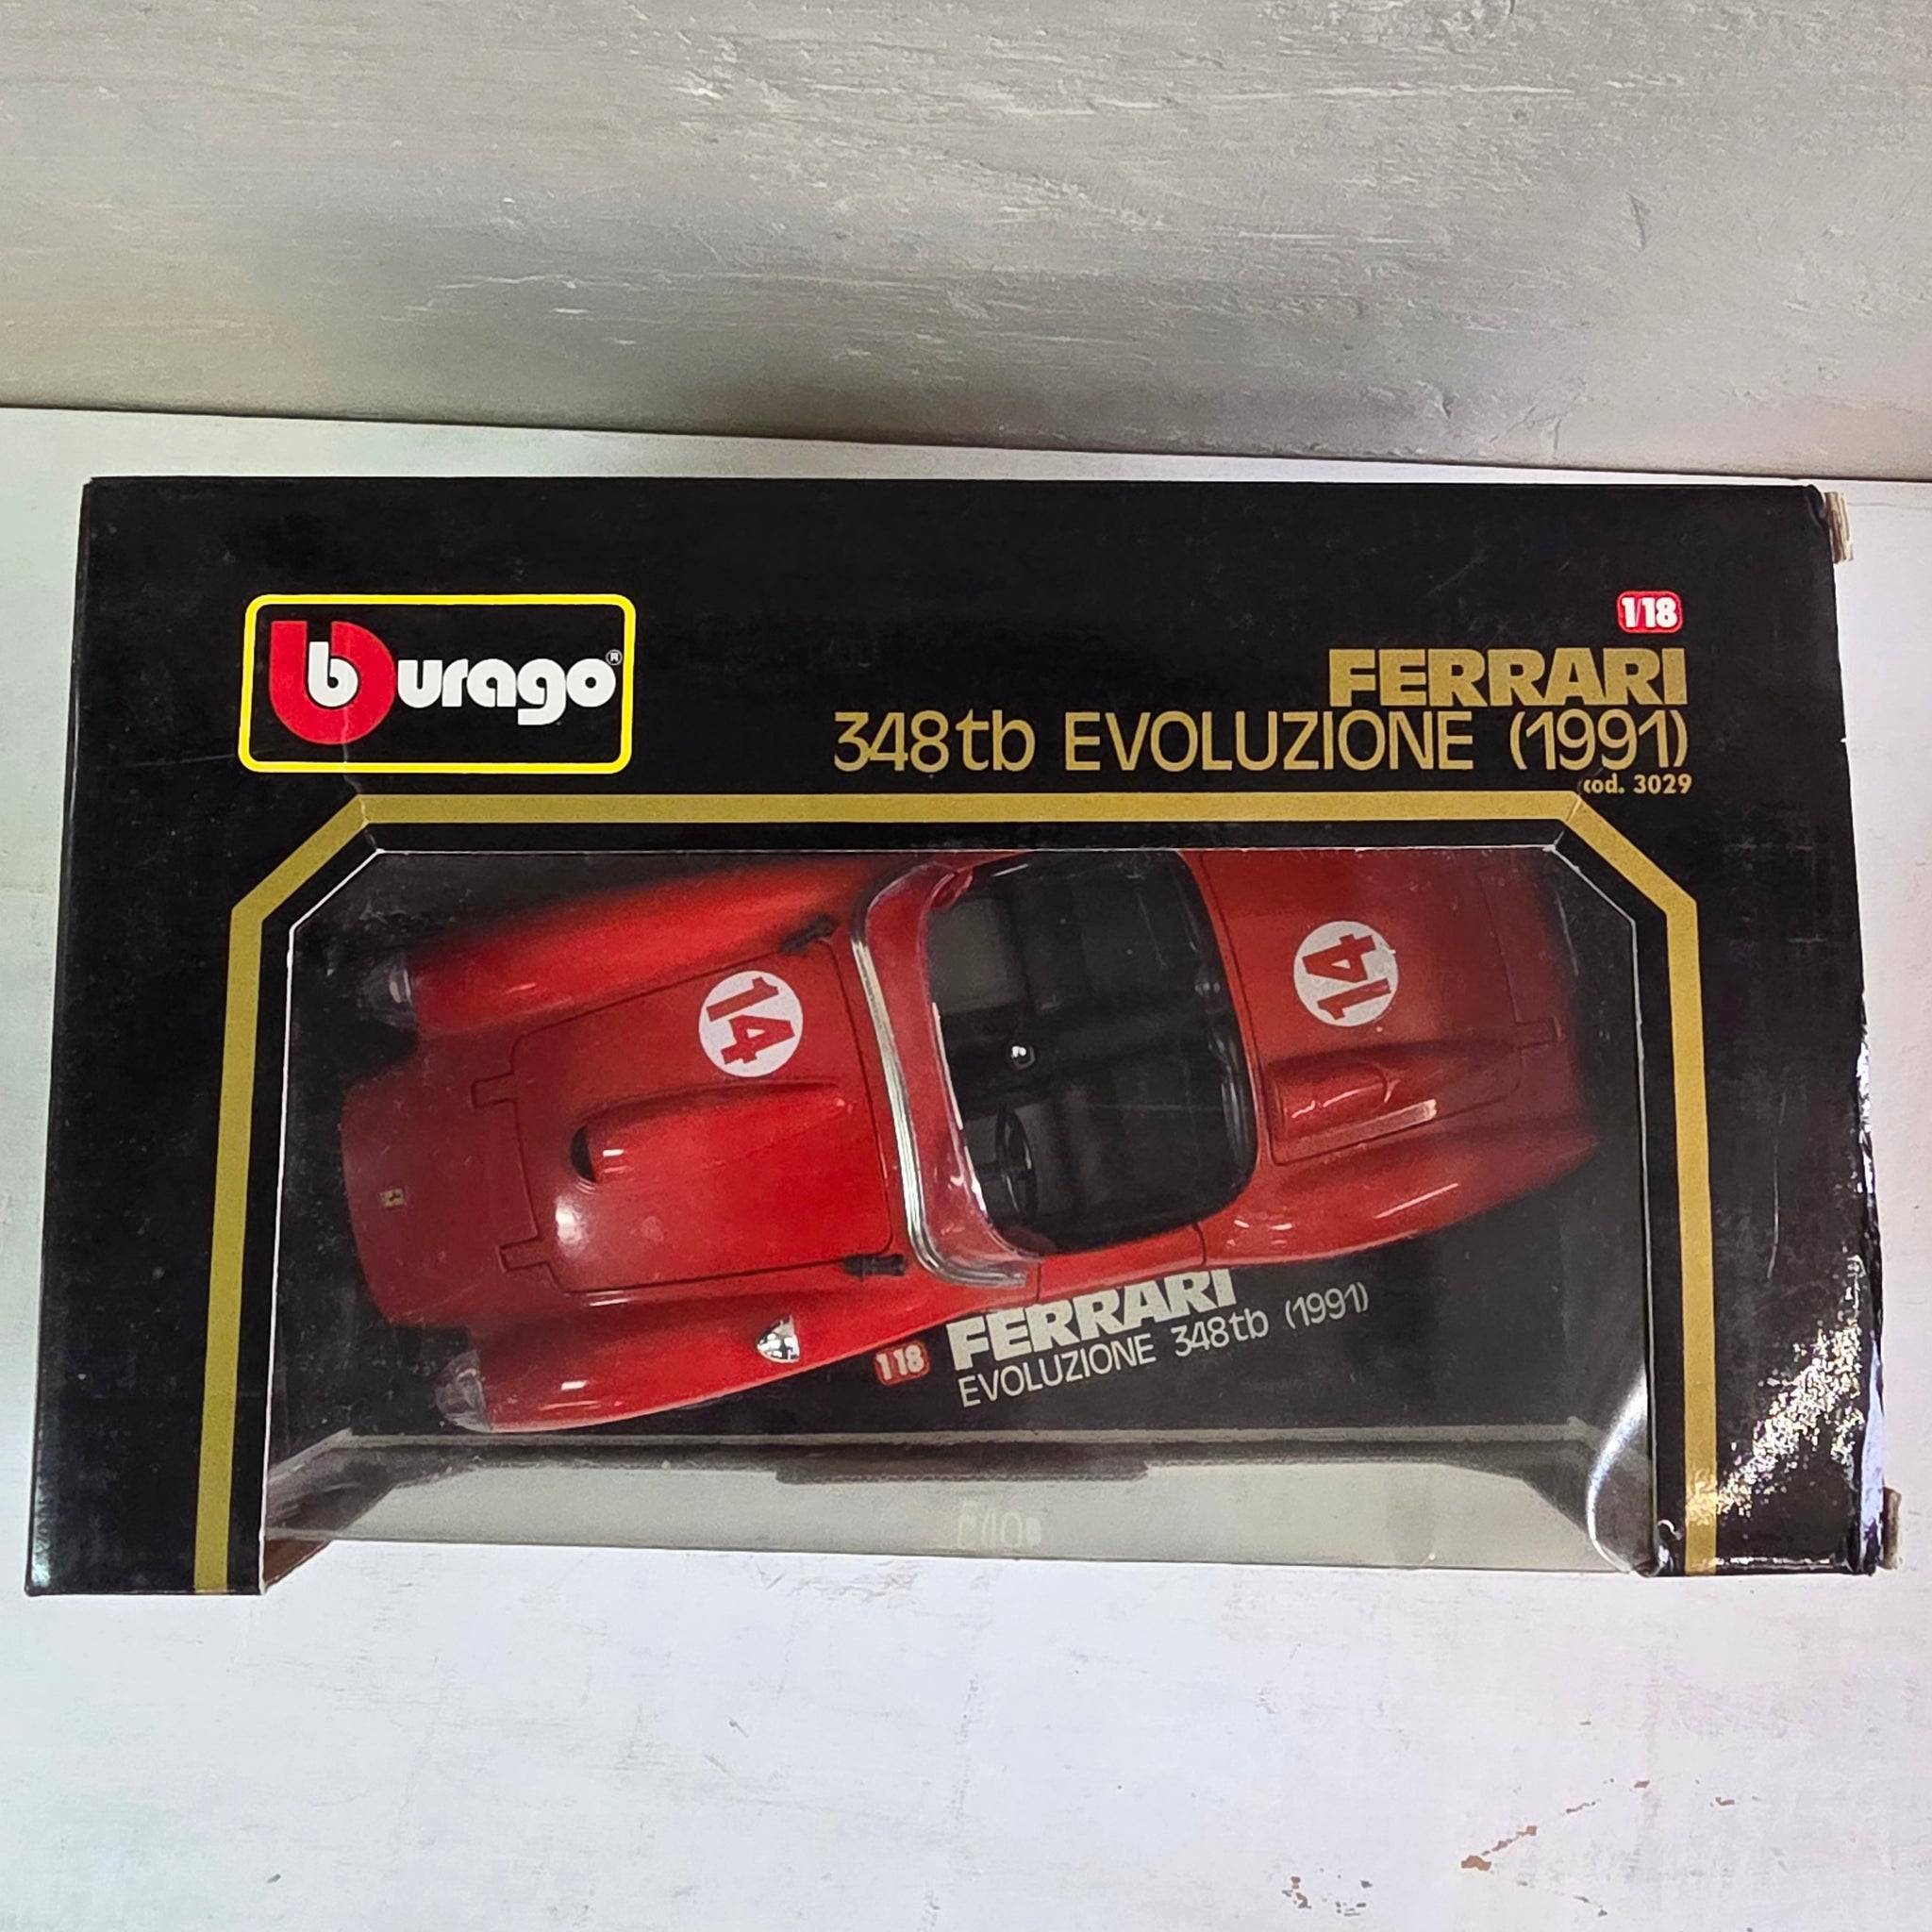 burago®
1/18
FERRARI
348tb EVOLUZIONE (1991)
cod. 3029
14
14
FERRARI
1/18
EVOLUZIONE 348tb (1991)